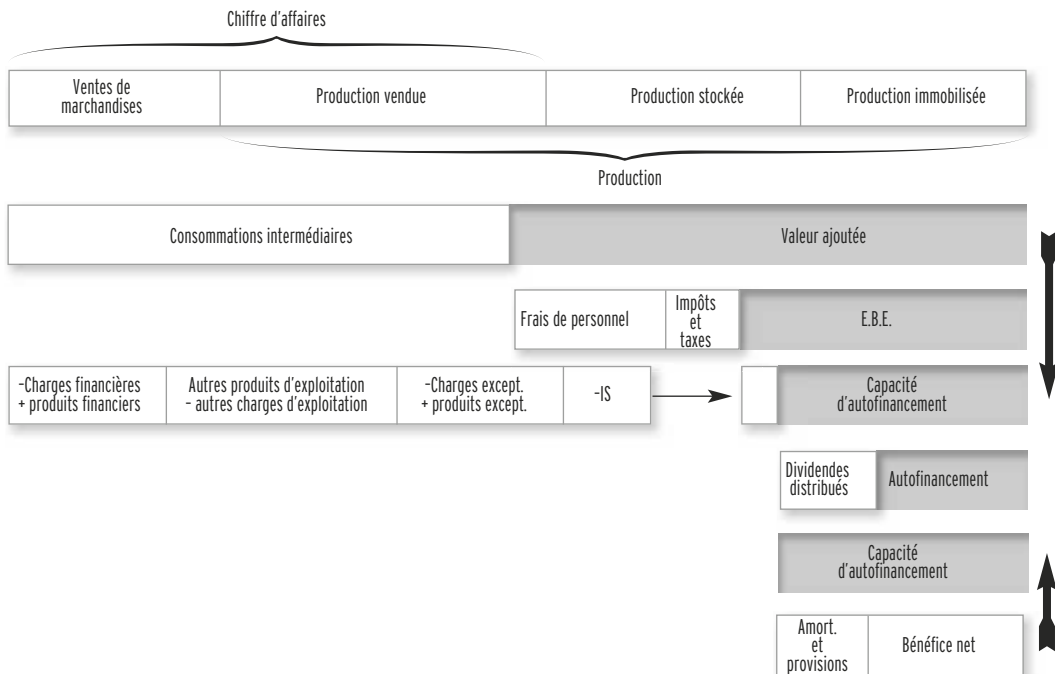 Chiffre d'affaires
Ventes de
marchandises
Production vendue
Production stockée
Production immobilisée
Production
Consommations intermédiaires
Valeur ajoutée
Frais de personnel
Impôts
et
taxes
E.B.E.
-Charges financières
+ produits financiers
Autres produits d'exploitation
- autres charges d'exploitation
-Charges except.
+ produits except.
-IS
Capacité
d'autofinancement
Dividendes
distribués
Autofinancement
Capacité
d'autofinancement
Amort.
et
provisions
Bénéfice net